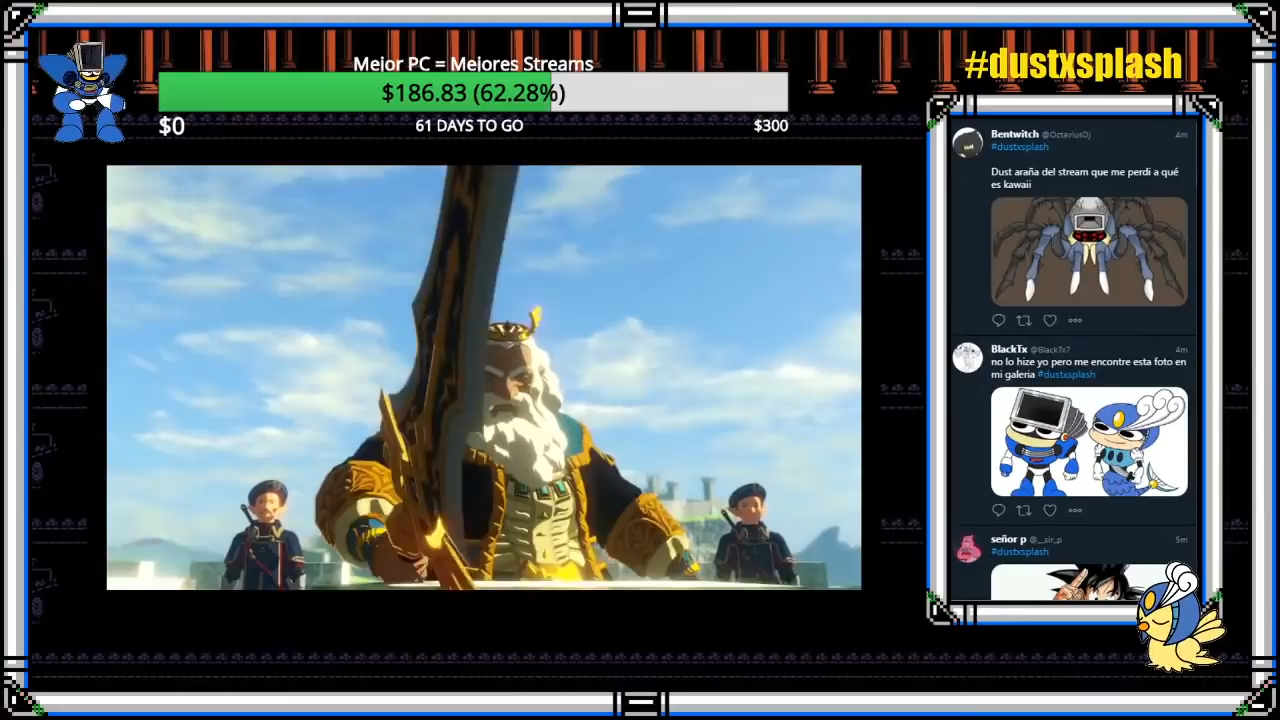 Mejor PC = Mejores Streams
$186.83 (62.28%)
$0
61 DAYS TO GO
$300
#dustxsplash
Bentwitch @OctaviusDj 4m
#dustxsplash
Dust araña del stream que me perdi a qué
es kawaii
BlackTx @BlackTx7 4m
no lo hize yo pero me encontre esta foto en
mi galeria #dustxsplash
señor p @__sir_p 5m
#dustxsplash